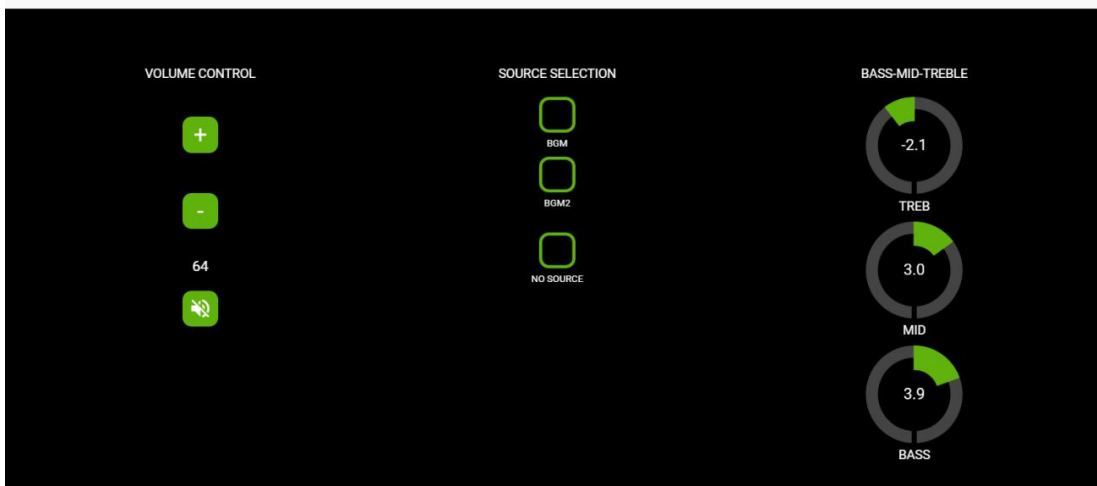 VOLUME CONTROL
+
-
64
SOURCE SELECTION
BGM
BGM2
NO SOURCE
BASS-MID-TREBLE
-2.1
TREB
3.0
MID
3.9
BASS